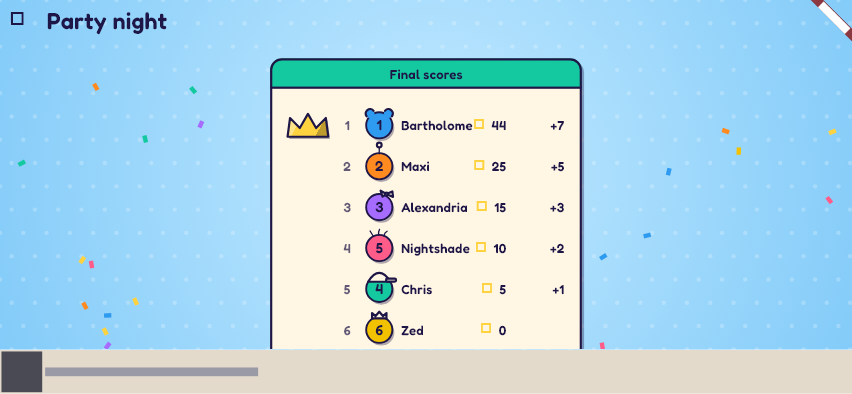 Party night
Final scores
1 1 Bartholome 44 +7
2 2 Maxi 25 +5
3 3 Alexandria 15 +3
4 5 Nightshade 10 +2
5 4 Chris 5 +1
6 6 Zed 0